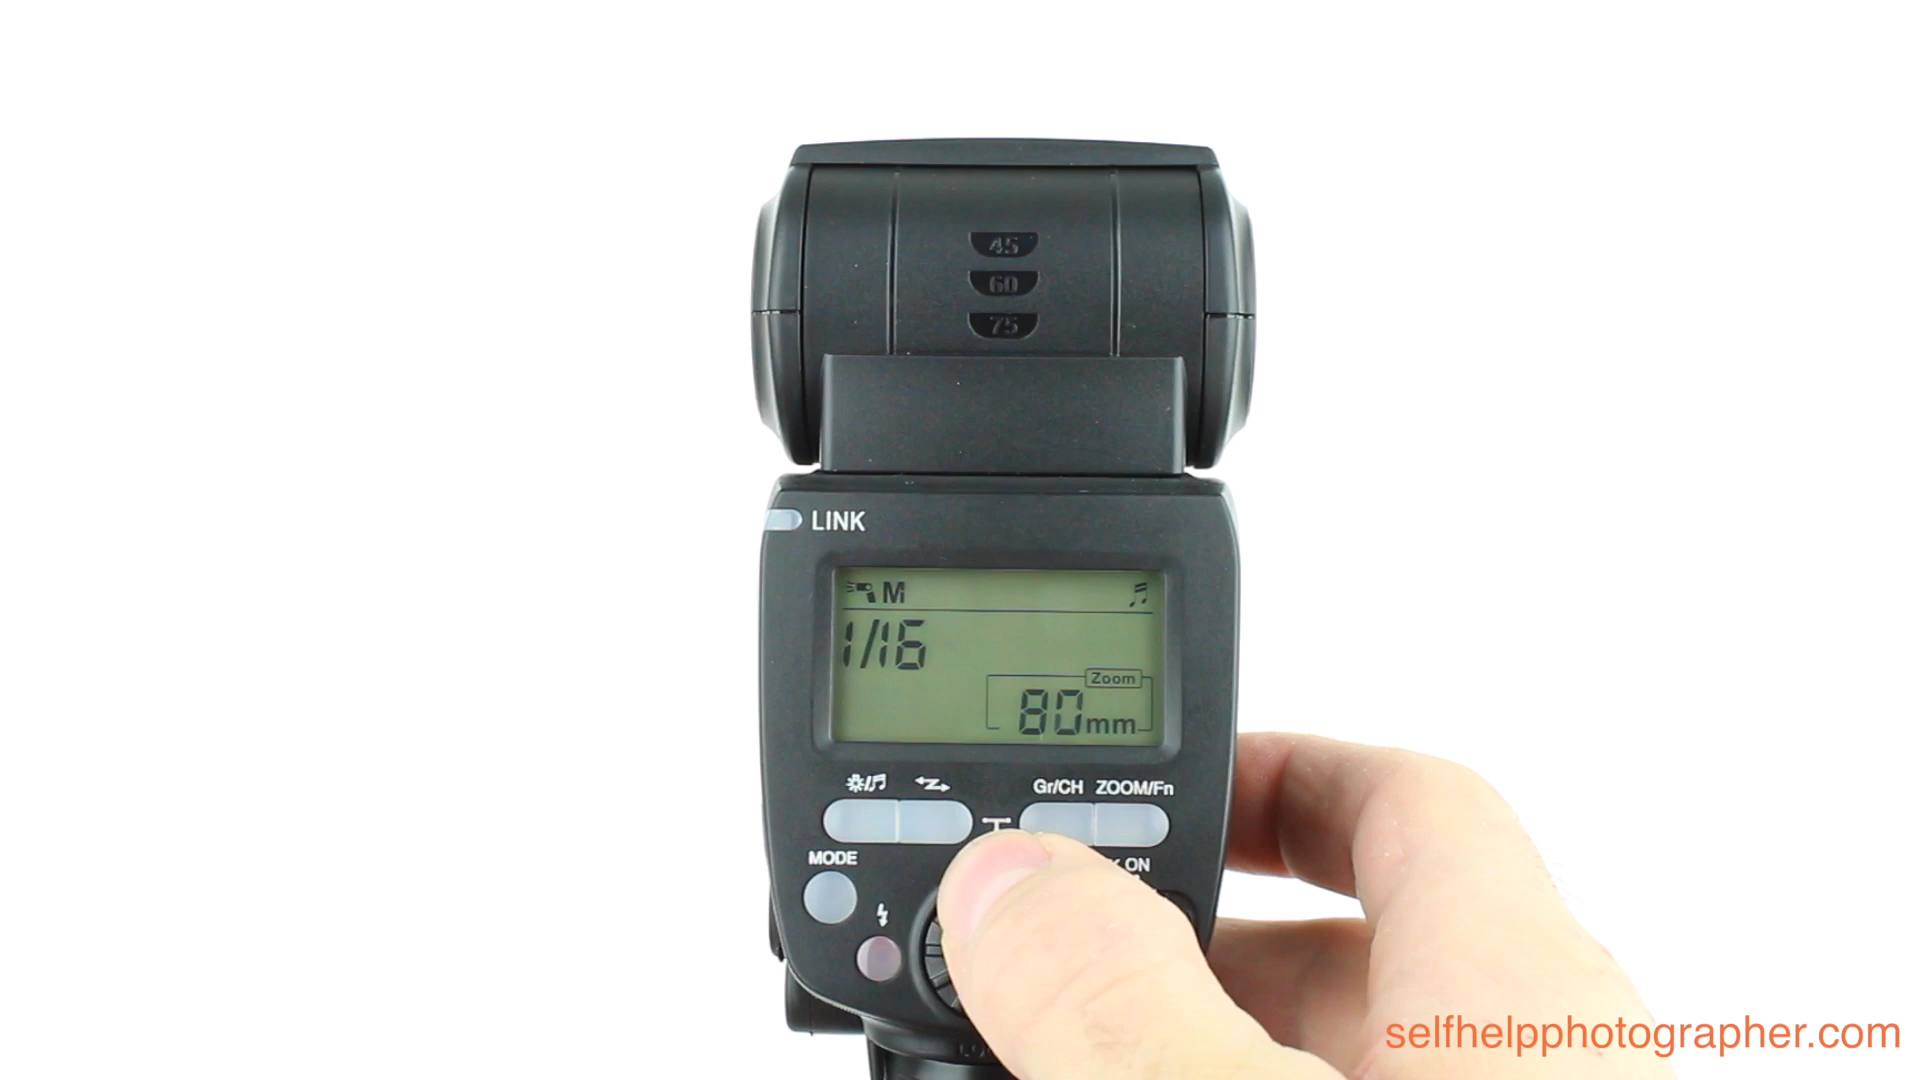 45
60
75
LINK
M
1/16
Zoom
80mm
Gr/CH ZOOM/Fn
MODE
ON
selfhelpphotographer.com